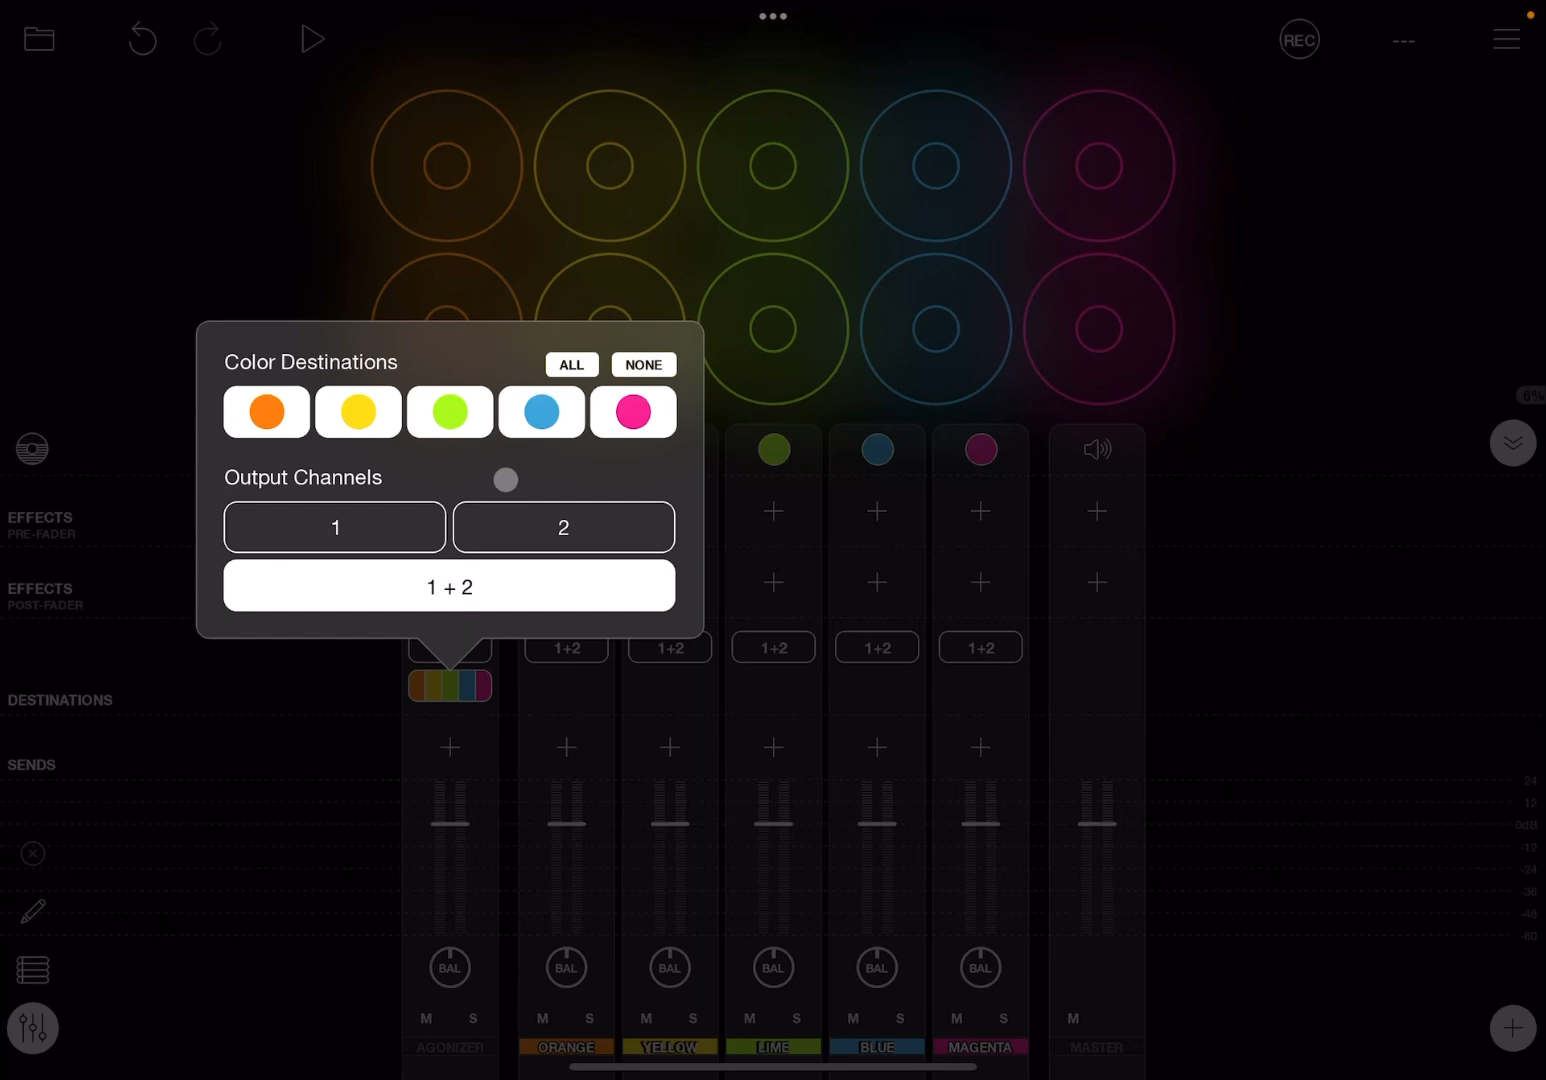 REC
---
Color Destinations ALL NONE
6%
Output Channels
1 2
EFFECTS
PRE-FADER
1 + 2
EFFECTS
POST-FADER
1+2 1+2 1+2 1+2 1+2
DESTINATIONS
SENDS
24
12
0dB
-12
-24
-36
-48
-60
BAL BAL BAL BAL BAL BAL
M S M S M S M S M S M S M
AGONIZER ORANGE YELLOW LIME BLUE MAGENTA MASTER